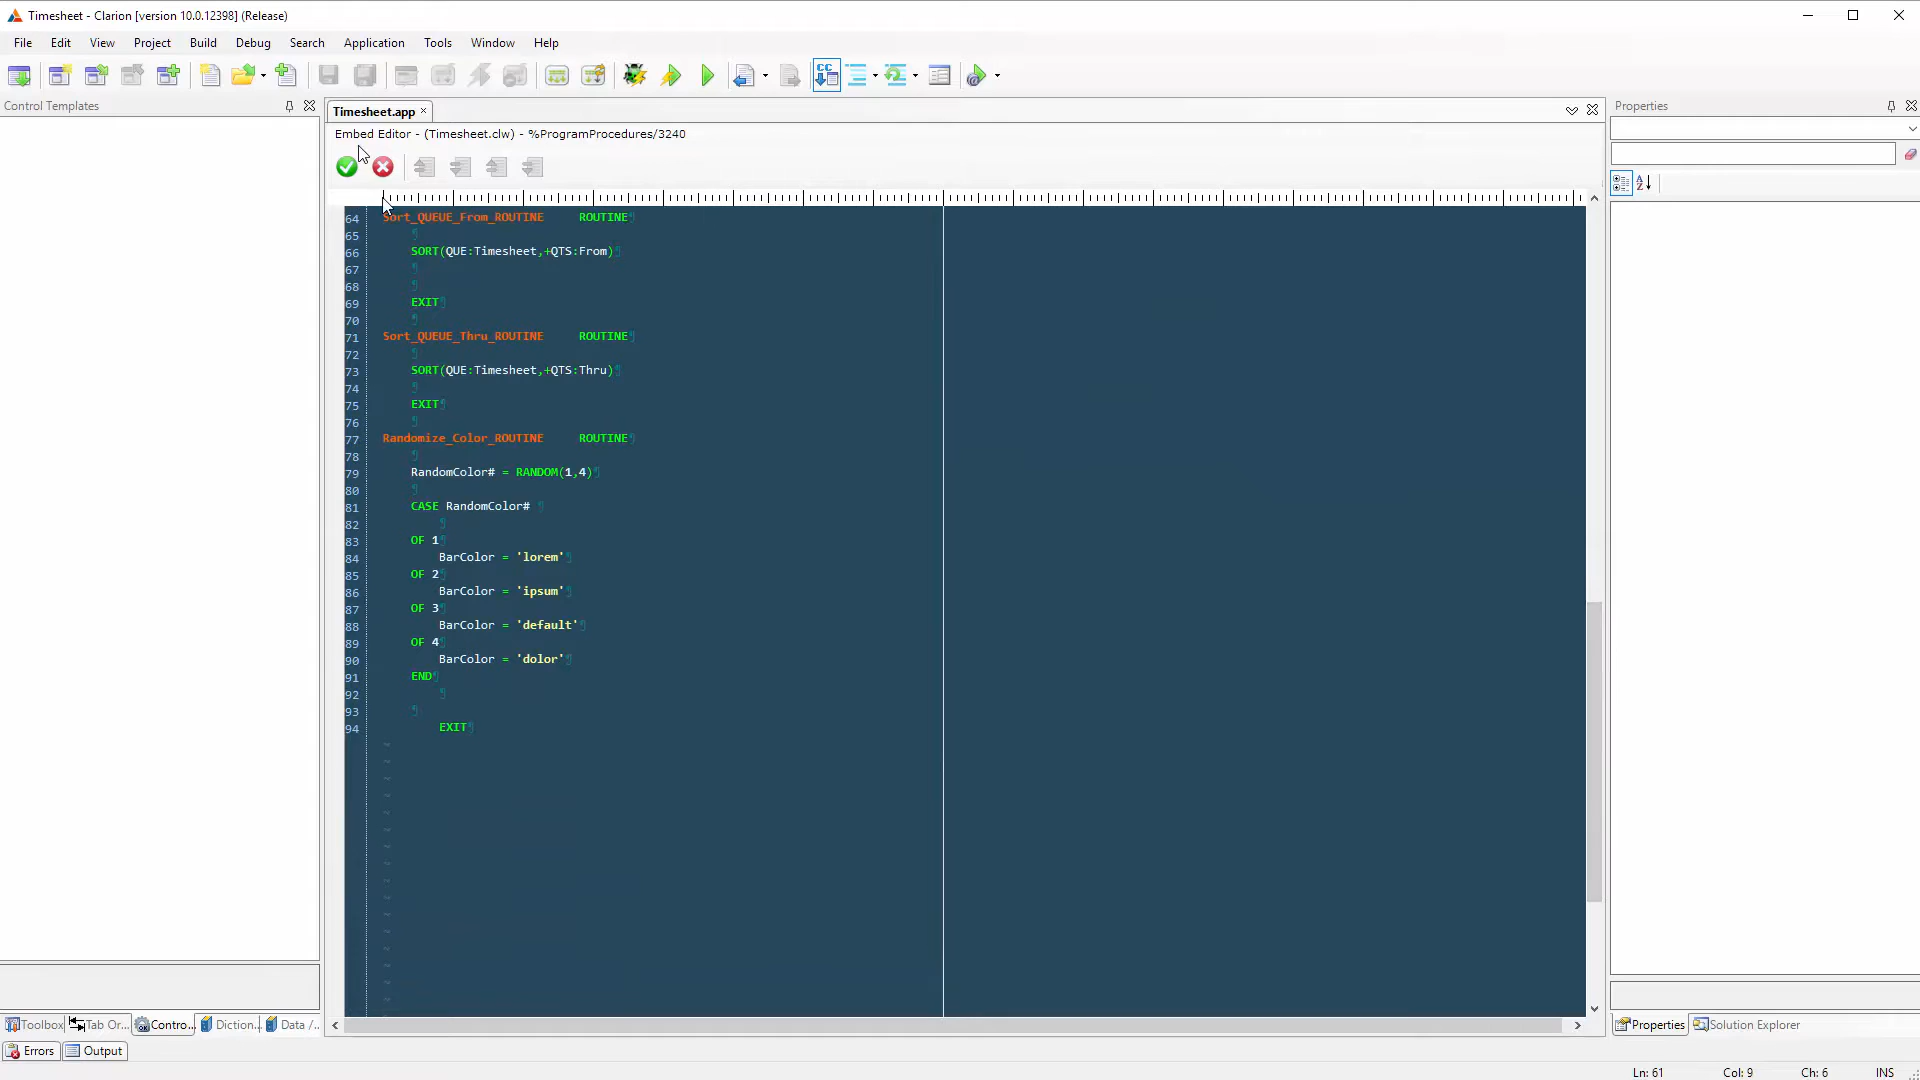 Timesheet - Clarion [version 10.0.12398] (Release)
File Edit View Project Build Debug Search Application Tools Window Help
Control Templates
Timesheet.app
Properties
Embed Editor - (Timesheet.clw) - %ProgramProcedures/3240
64 Sort_QUEUE_From_ROUTINE ROUTINE
65
66 SORT(QUE:Timesheet,+QTS:From)
67
68
69 EXIT
70
71 Sort_QUEUE_Thru_ROUTINE ROUTINE
72
73 SORT(QUE:Timesheet,+QTS:Thru)
74
75 EXIT
76
77 Randomize_Color_ROUTINE ROUTINE
78
79 RandomColor# = RANDOM(1,4)
80
81 CASE RandomColor#
82
83 OF 1
84 BarColor = 'lorem'
85 OF 2
86 BarColor = 'ipsum'
87 OF 3
88 BarColor = 'default'
89 OF 4
90 BarColor = 'dolor'
91 END
92
93
94 EXIT
Toolbox Tab Or... Contro... Diction... Data /...
Properties Solution Explorer
Errors Output
Ln: 61 Col: 9 Ch: 6 INS